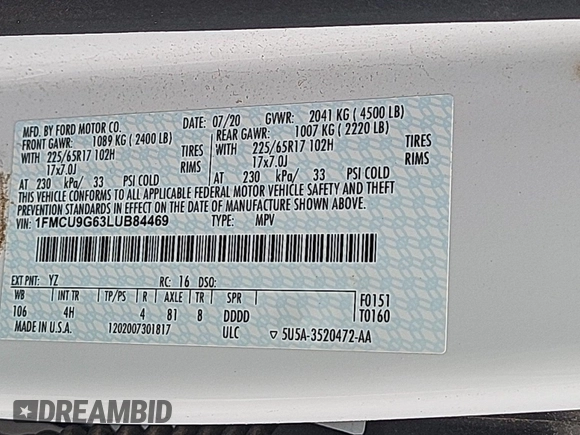 MFD. BY FORD MOTOR CO.
DATE: 07/20 GVWR: 2041 KG ( 4500 LB)
FRONT GAWR: 1089 KG ( 2400 LB) REAR GAWR: 1007 KG ( 2220 LB)
WITH 225/65R17 102H TIRES WITH 225/65R17 102H TIRES
17x7.0J RIMS 17x7.0J RIMS
AT 230 kPa/ 33 PSI COLD AT 230 kPa/ 33 PSI COLD
THIS VEHICLE CONFORMS TO ALL APPLICABLE FEDERAL MOTOR VEHICLE SAFETY AND THEFT
PREVENTION STANDARDS IN EFFECT ON THE DATE OF MANUFACTURE SHOWN ABOVE.
VIN: 1FMCU9G63LUB84469 TYPE: MPV
EXT PNT: YZ RC: 16 DSO:
WB INT TR TP/PS R AXLE TR SPR F0151
106 4H 4 81 8 DDDD T0160
MADE IN U.S.A. 1202007301817 ULC ▽ 5U5A-3520472-AA
DREAMBID